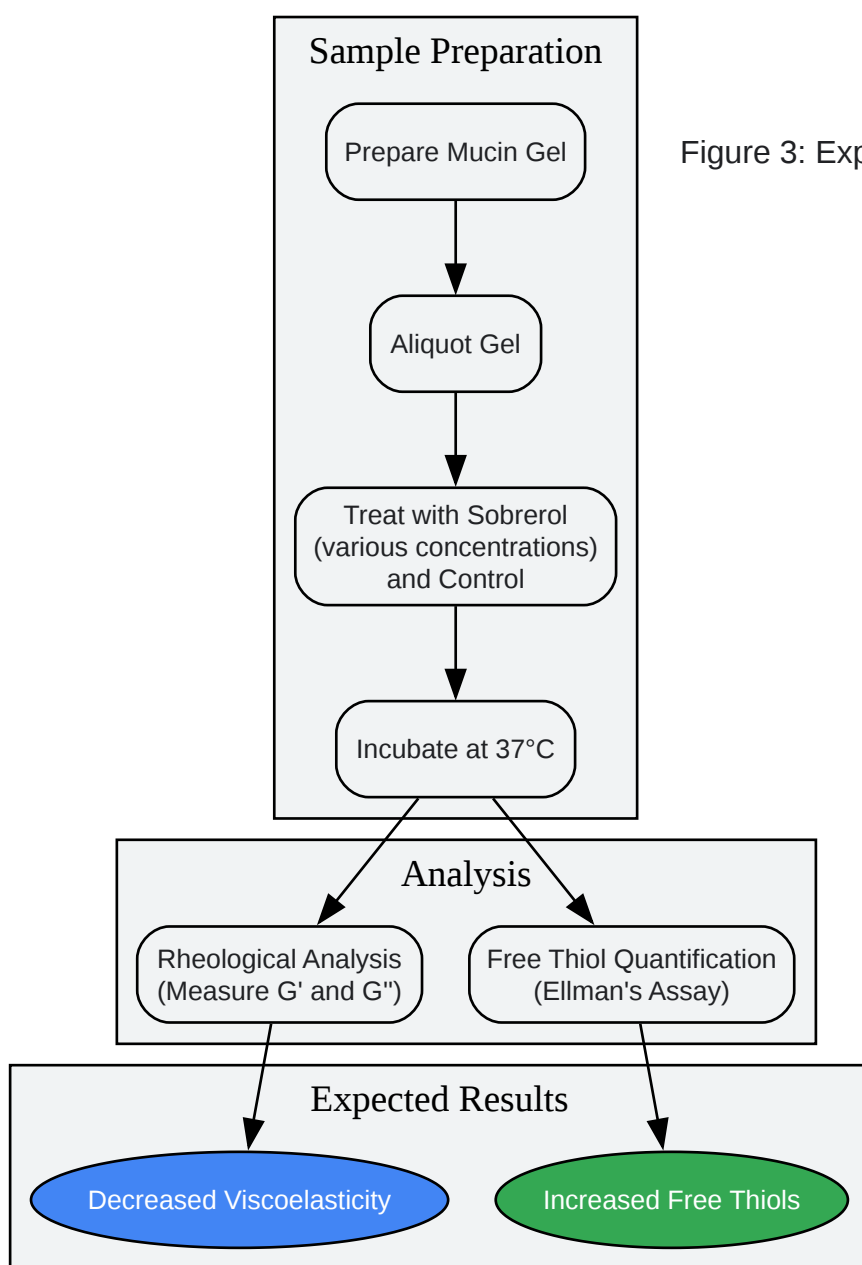 Sample Preparation
Prepare Mucin Gel
Figure 3: Exp
Aliquot Gel
Treat with Sobrerol
(various concentrations)
and Control
Incubate at 37°C
Analysis
Rheological Analysis
(Measure G' and G")
Free Thiol Quantification
(Ellman's Assay)
Expected Results
Decreased Viscoelasticity
Increased Free Thiols